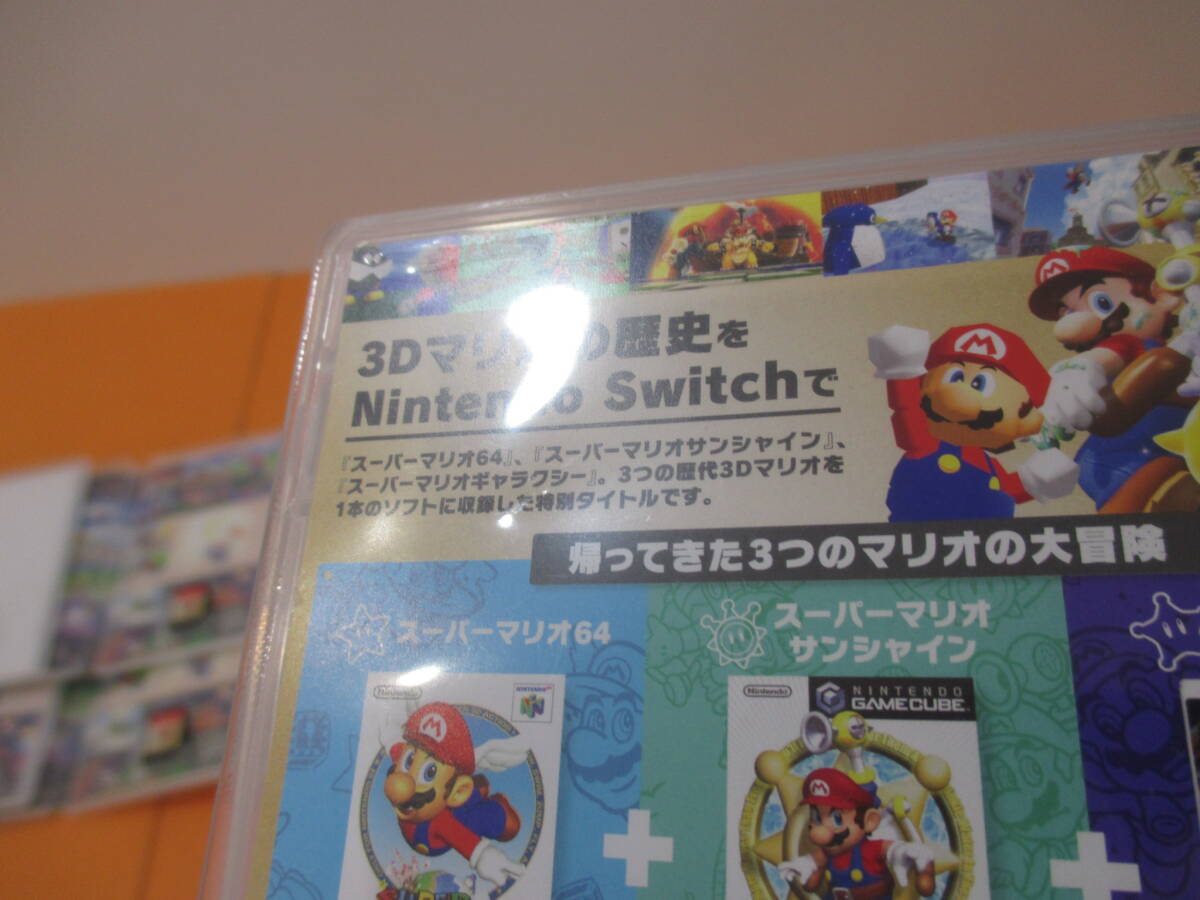 3Dマリオの歴史を
Nintendo Switchで
『スーパーマリオ64』、『スーパーマリオサンシャイン』、
『スーパーマリオギャラクシー』。3つの歴代3Dマリオを
1本のソフトに収録した特別タイトルです。
帰ってきた3つのマリオの大冒険
スーパーマリオ64
スーパーマリオ
サンシャイン
Nintendo
NINTENDO 64
Nintendo
NINTENDO
GAMECUBE